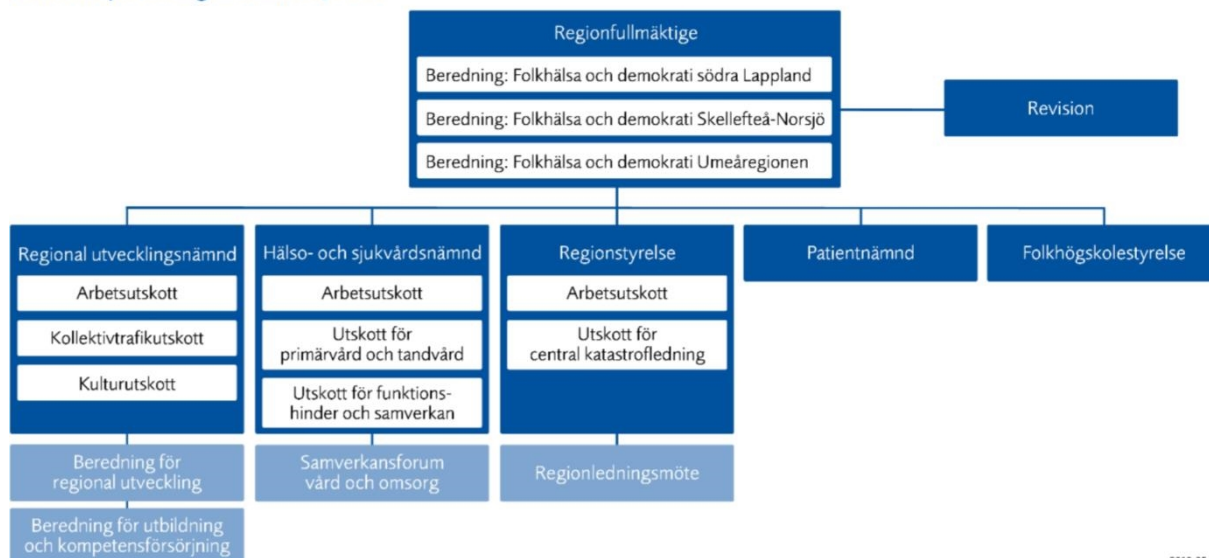 Regionfullmäktige
Beredning: Folkhälsa och demokrati södra Lappland
Beredning: Folkhälsa och demokrati Skellefteå-Norsjö
Beredning: Folkhälsa och demokrati Umeåregionen
Revision
Regional utvecklingsnämnd
Arbetsutskott
Kollektivtrafikutskott
Kulturutskott
Beredning för
regional utveckling
Beredning för utbildning
och kompetensförsörjning
Hälso- och sjukvårdsnämnd
Arbetsutskott
Utskott för
primärvård och tandvård
Utskott för funktions-
hinder och samverkan
Samverkansforum
vård och omsorg
Regionstyrelse
Arbetsutskott
Utskott för
central katastrofledning
Regionledningsmöte
Patientnämnd
Folkhögskolestyrelse